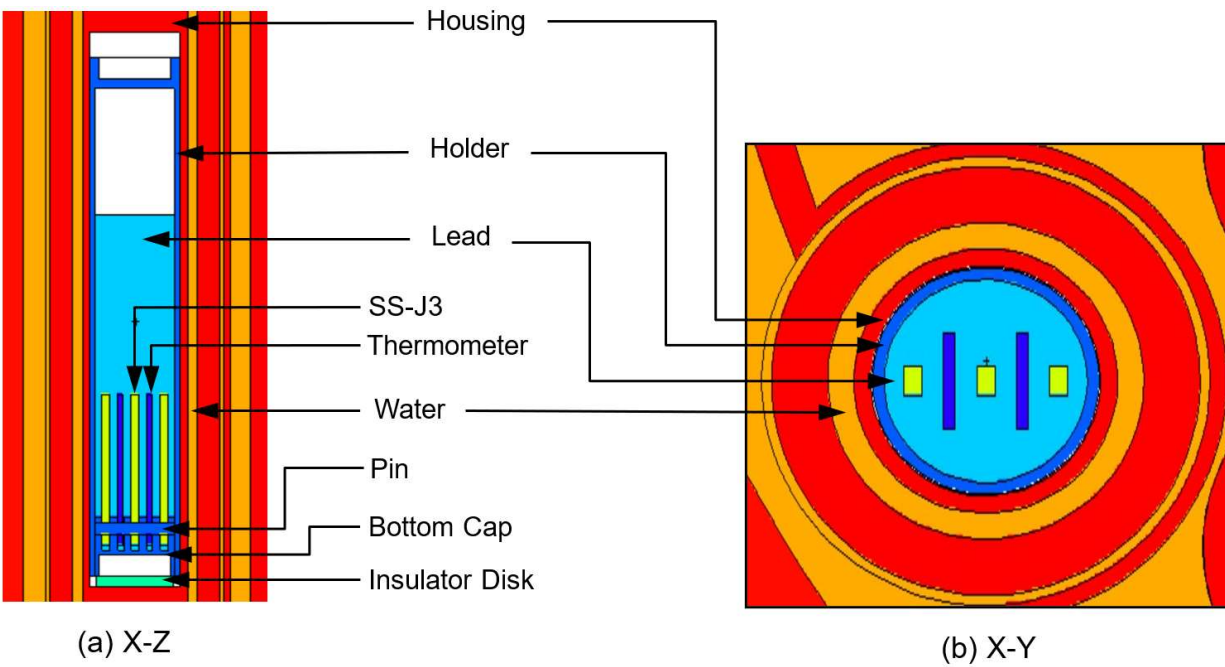 Housing
Holder
Lead
SS-J3
Thermometer
Water
Pin
Bottom Cap
Insulator Disk
(a) X-Z
(b) X-Y